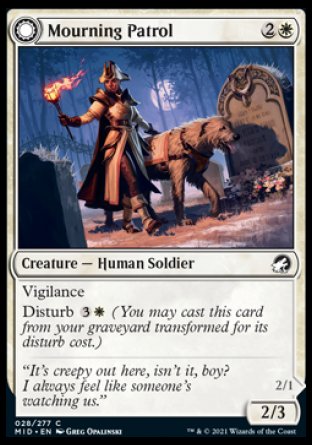 Mourning Patrol 2
Creature — Human Soldier
Vigilance
Disturb 3 (You may cast this card
from your graveyard transformed for its
disturb cost.)
"It's creepy out here, isn't it, boy?
I always feel like someone's
watching us."
2/1
2/3
028/277 C
MID • EN Greg Opalinski
™ & © 2021 Wizards of the Coast